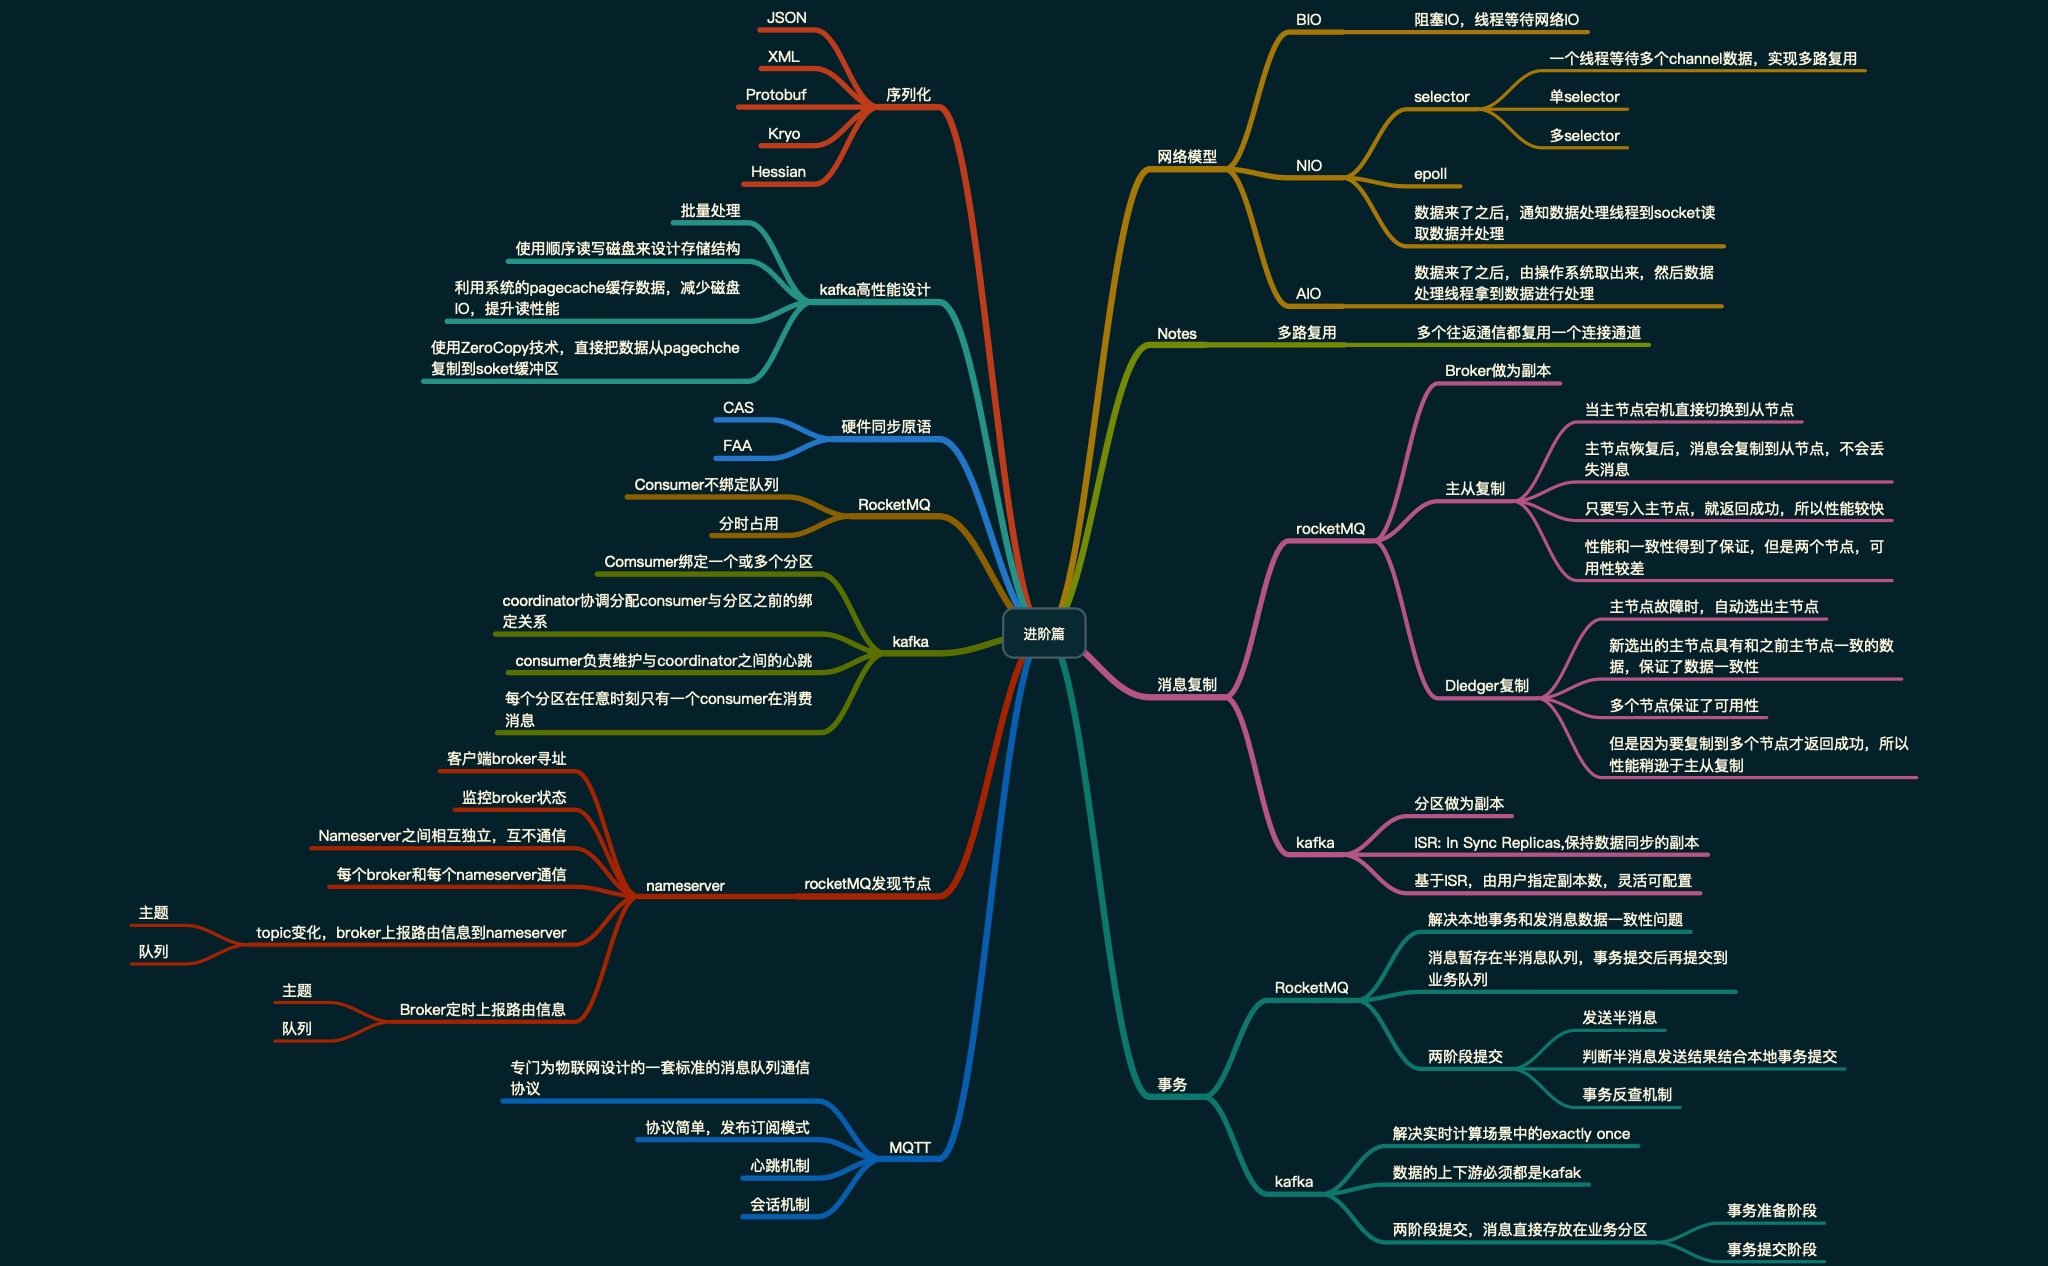 进阶篇
序列化
JSON
XML
Protobuf
Kryo
Hessian
kafka高性能设计
批量处理
使用顺序读写磁盘来设计存储结构
利用系统的pagecache缓存数据，减少磁盘
IO，提升读性能
使用ZeroCopy技术，直接把数据从pagechche
复制到soket缓冲区
硬件同步原语
CAS
FAA
RocketMQ
Consumer不绑定队列
分时占用
kafka
Comsumer绑定一个或多个分区
coordinator协调分配consumer与分区之前的绑
定关系
consumer负责维护与coordinator之间的心跳
每个分区在任意时刻只有一个consumer在消费
消息
rocketMQ发现节点
nameserver
客户端broker寻址
监控broker状态
Nameserver之间相互独立，互不通信
每个broker和每个nameserver通信
topic变化，broker上报路由信息到nameserver
主题
队列
Broker定时上报路由信息
主题
队列
MQTT
专门为物联网设计的一套标准的消息队列通信
协议
协议简单，发布订阅模式
心跳机制
会话机制
网络模型
BIO
阻塞IO，线程等待网络IO
NIO
selector
一个线程等待多个channel数据，实现多路复用
单selector
多selector
epoll
数据来了之后，通知数据处理线程到socket读
取数据并处理
AIO
数据来了之后，由操作系统取出来，然后数据
处理线程拿到数据进行处理
Notes
多路复用
多个往返通信都复用一个连接通道
消息复制
rocketMQ
Broker做为副本
主从复制
当主节点宕机直接切换到从节点
主节点恢复后，消息会复制到从节点，不会丢
失消息
只要写入主节点，就返回成功，所以性能较快
性能和一致性得到了保证，但是两个节点，可
用性较差
Dledger复制
主节点故障时，自动选出主节点
新选出的主节点具有和之前主节点一致的数
据，保证了数据一致性
多个节点保证了可用性
但是因为要复制到多个节点才返回成功，所以
性能稍逊于主从复制
kafka
分区做为副本
ISR: In Sync Replicas,保持数据同步的副本
基于ISR，由用户指定副本数，灵活可配置
事务
RocketMQ
解决本地事务和发消息数据一致性问题
消息暂存在半消息队列，事务提交后再提交到
业务队列
两阶段提交
发送半消息
判断半消息发送结果结合本地事务提交
事务反查机制
kafka
解决实时计算场景中的exactly once
数据的上下游必须都是kafak
两阶段提交，消息直接存放在业务分区
事务准备阶段
事务提交阶段